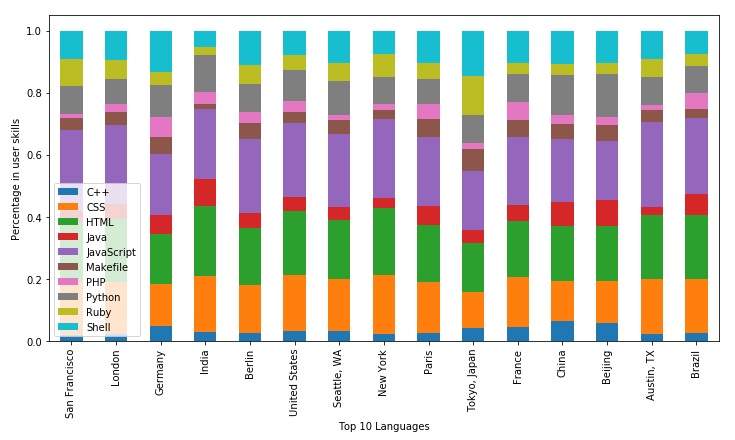 Percentage in user skills
1.0
0.8
0.6
0.4
0.2
0.0
C++
CSS
HTML
Java
JavaScript
Makefile
PHP
Python
Ruby
Shell
San Francisco
London
Germany
India
Berlin
United States
Seattle, WA
New York
Paris
Tokyo, Japan
France
China
Beijing
Austin, TX
Brazil
Top 10 Languages